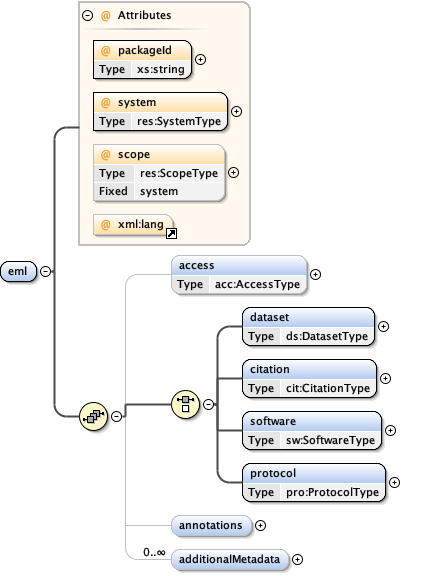 @ Attributes
@ packageId
Type xs:string
@ system
Type res:SystemType
@ scope
Type res:ScopeType
Fixed system
@ xml:lang
eml
access
Type acc:AccessType
dataset
Type ds:DatasetType
citation
Type cit:CitationType
software
Type sw:SoftwareType
protocol
Type pro:ProtocolType
annotations
0..∞
additionalMetadata